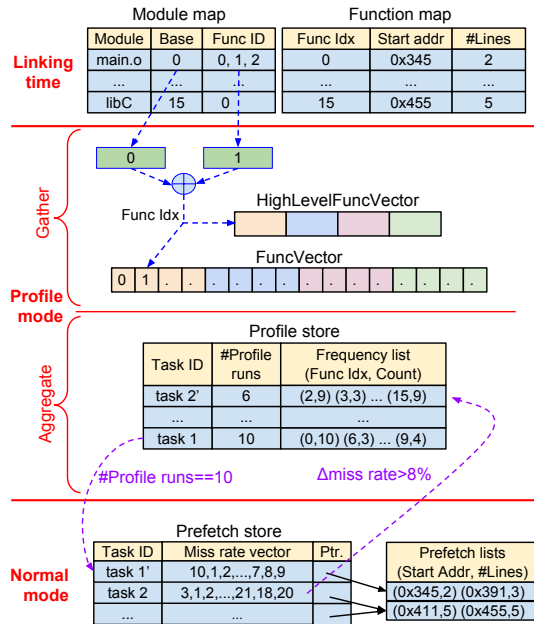 Module map
Function map
Module Base Func ID
main.o 0 0, 1, 2
... ... ...
libC 15 0
Func Idx Start addr #Lines
0 0x345 2
... ... ...
15 0x455 5
Linking
time
0 1
Func Idx
HighLevelFuncVector
FuncVector
0 1 . . . . . . . . . . . . . .
Gather
Profile
mode
Aggregate
Profile store
Task ID #Profile runs Frequency list (Func Idx, Count)
task 2' 6 (2,9) (3,3) ... (15,9)
... ... ...
task 1 10 (0,10) (6,3) ... (9,4)
#Profile runs==10
Δmiss rate>8%
Normal
mode
Prefetch store
Task ID Miss rate vector Ptr.
task 1' 10,1,2,...,7,8,9
task 2 3,1,2,...,21,18,20
... ...
Prefetch lists
(Start Addr, #Lines)
(0x345,2) (0x391,3)
(0x411,5) (0x455,5)